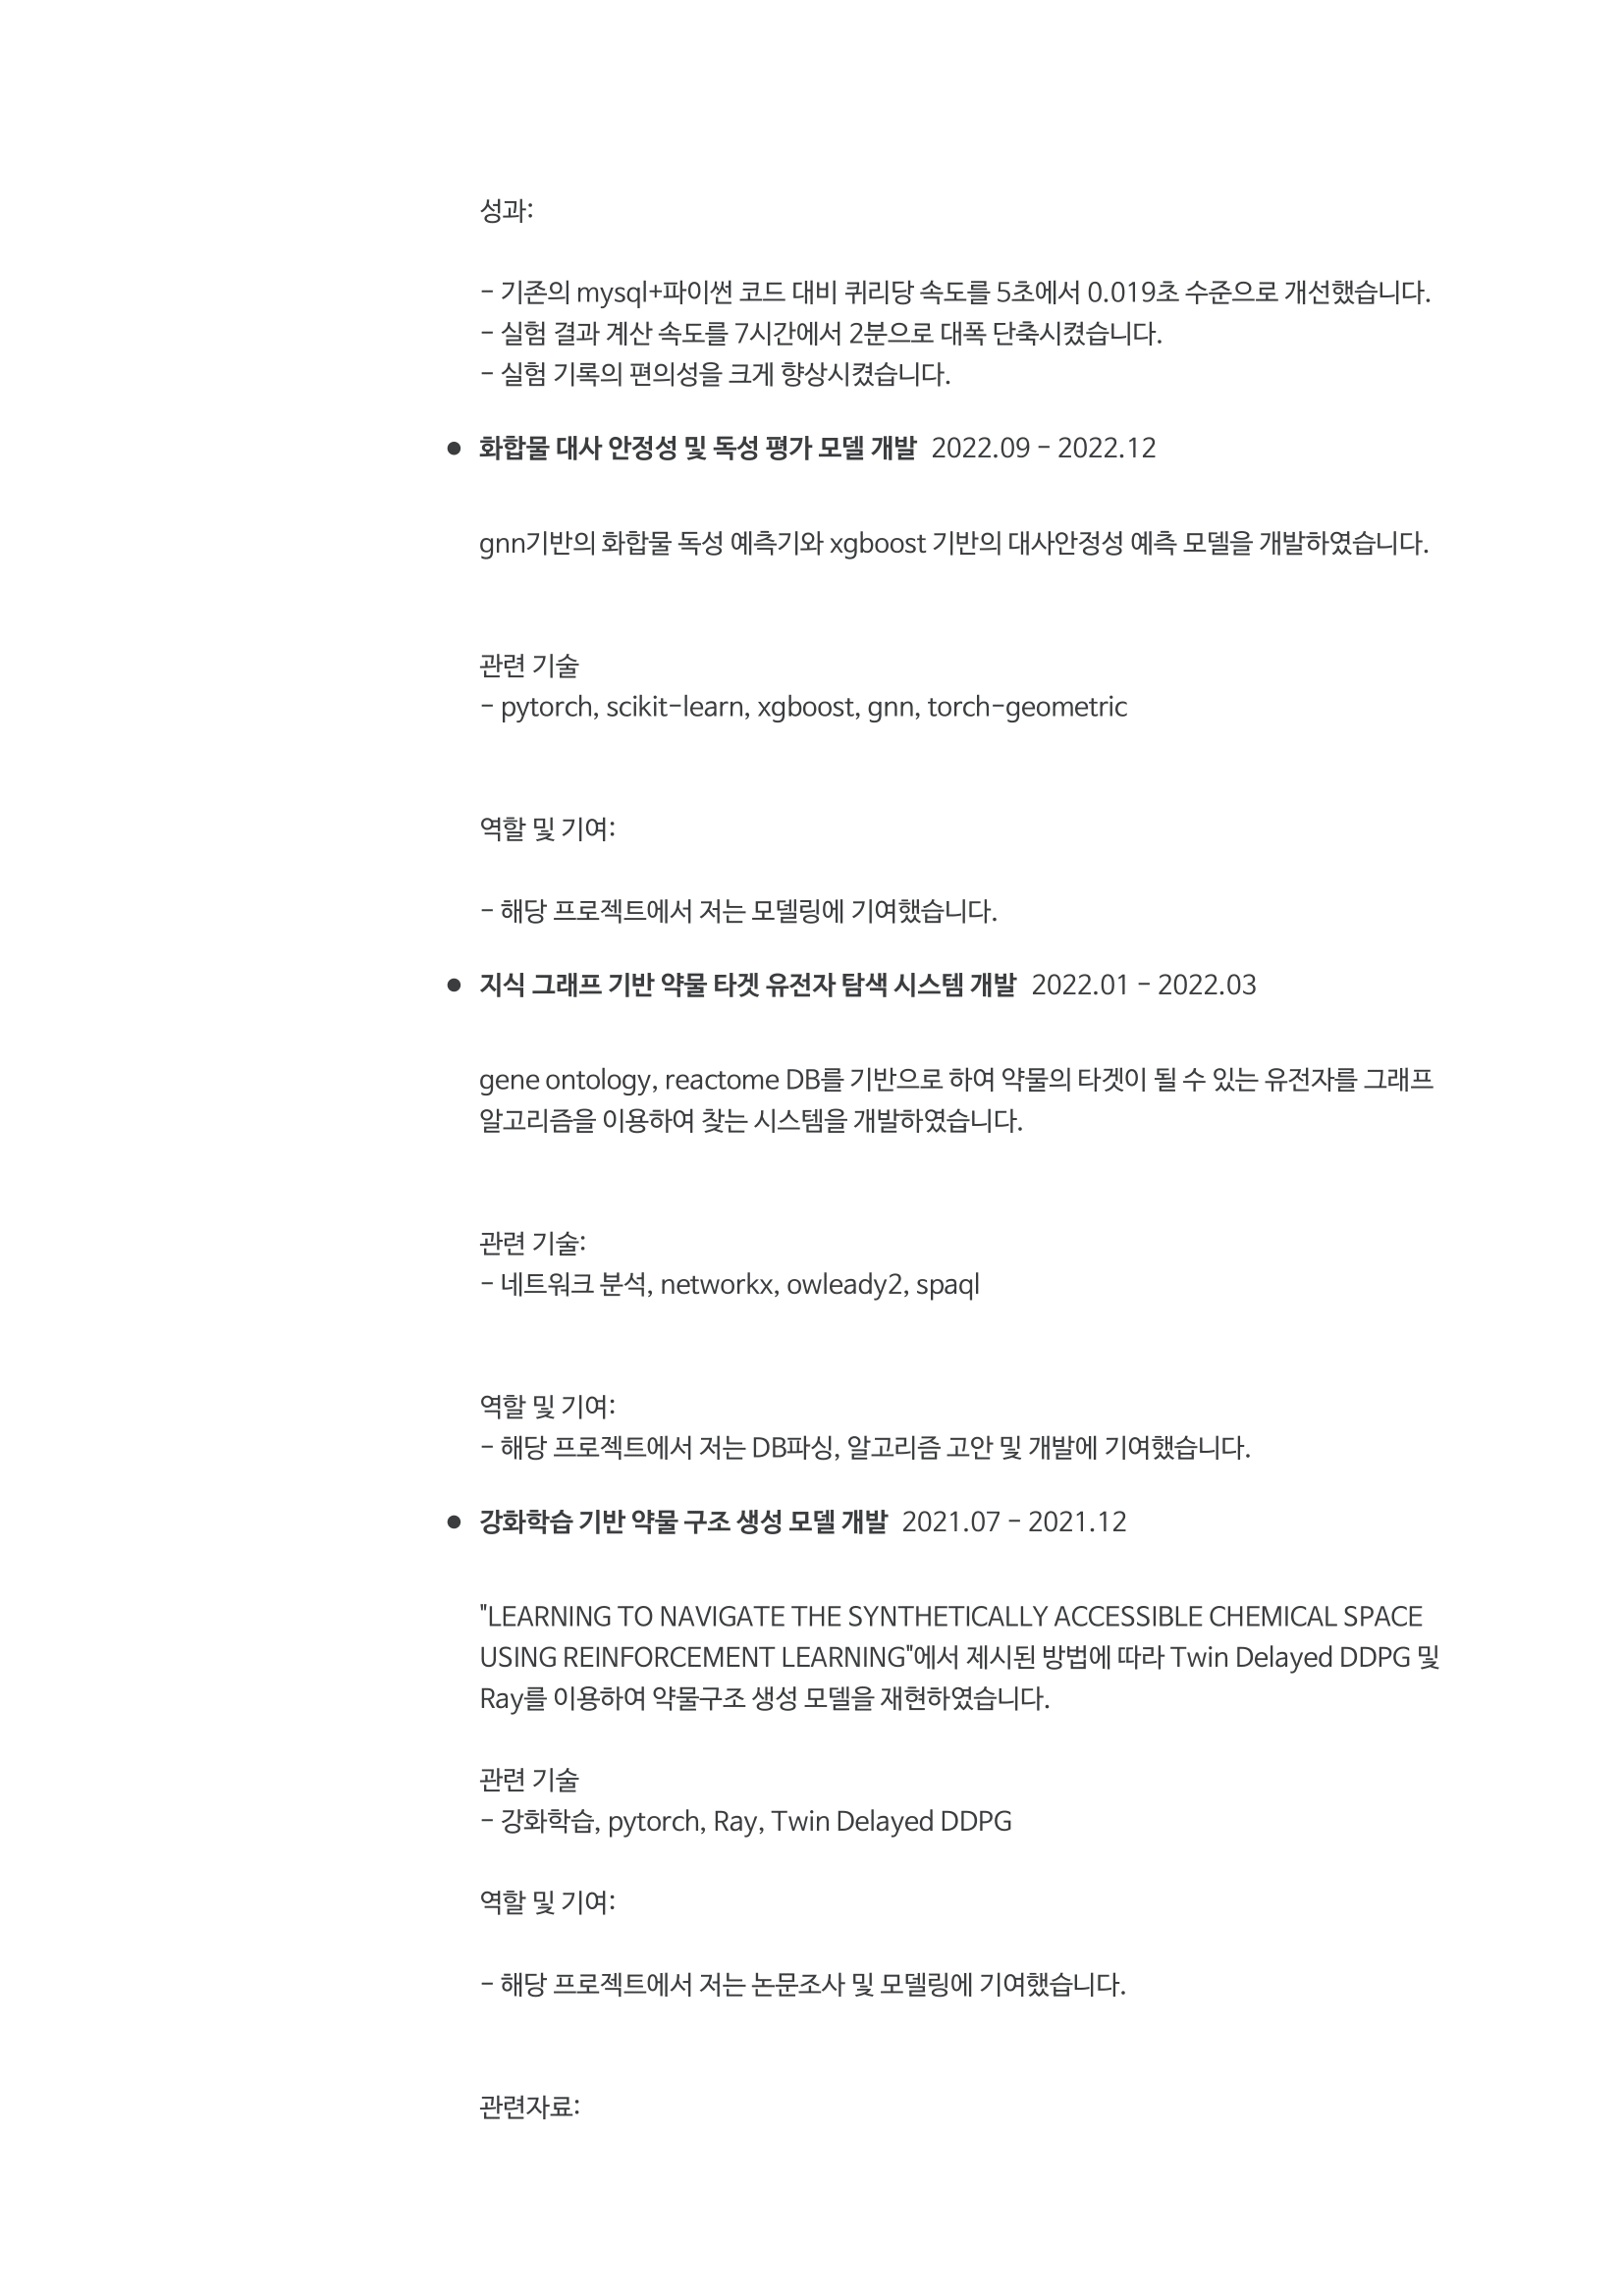 성과:
- 기존의 mysql+파이썬 코드 대비 쿼리당 속도를 5초에서 0.019초 수준으로 개선했습니다.
- 실험 결과 계산 속도를 7시간에서 2분으로 대폭 단축시켰습니다.
- 실험 기록의 편의성을 크게 향상시켰습니다.
● 화합물 대사 안정성 및 독성 평가 모델 개발 2022.09 - 2022.12
gnn기반의 화합물 독성 예측기와 xgboost 기반의 대사안정성 예측 모델을 개발하였습니다.
관련 기술
- pytorch, scikit-learn, xgboost, gnn, torch-geometric
역할 및 기여:
- 해당 프로젝트에서 저는 모델링에 기여했습니다.
● 지식 그래프 기반 약물 타겟 유전자 탐색 시스템 개발 2022.01 - 2022.03
gene ontology, reactome DB를 기반으로 하여 약물의 타겟이 될 수 있는 유전자를 그래프
알고리즘을 이용하여 찾는 시스템을 개발하였습니다.
관련 기술:
- 네트워크 분석, networkx, owleady2, spaql
역할 및 기여:
- 해당 프로젝트에서 저는 DB파싱, 알고리즘 고안 및 개발에 기여했습니다.
● 강화학습 기반 약물 구조 생성 모델 개발 2021.07 - 2021.12
"LEARNING TO NAVIGATE THE SYNTHETICALLY ACCESSIBLE CHEMICAL SPACE
USING REINFORCEMENT LEARNING"에서 제시된 방법에 따라 Twin Delayed DDPG 및
Ray를 이용하여 약물구조 생성 모델을 재현하였습니다.
관련 기술
- 강화학습, pytorch, Ray, Twin Delayed DDPG
역할 및 기여:
- 해당 프로젝트에서 저는 논문조사 및 모델링에 기여했습니다.
관련자료: